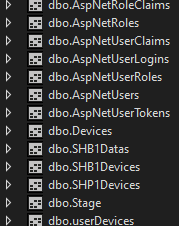 dbo.AspNetRoleClaims
dbo.AspNetRoles
dbo.AspNetUserClaims
dbo.AspNetUserLogins
dbo.AspNetUserRoles
dbo.AspNetUsers
dbo.AspNetUserTokens
dbo.Devices
dbo.SHB1Datas
dbo.SHB1Devices
dbo.SHP1Devices
dbo.Stage
dbo.userDevices